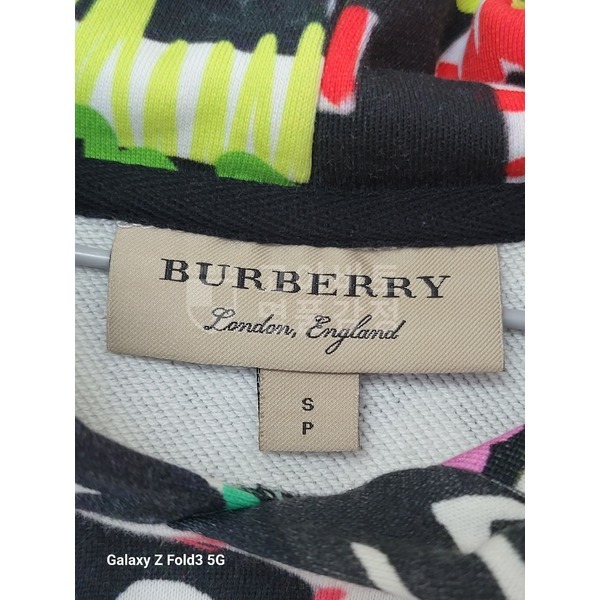 BURBERRY
London, England
S
P
Galaxy Z Fold3 5G